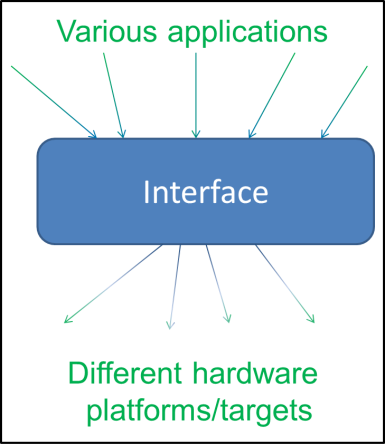 Various applications
Interface
Different hardware
platforms/targets